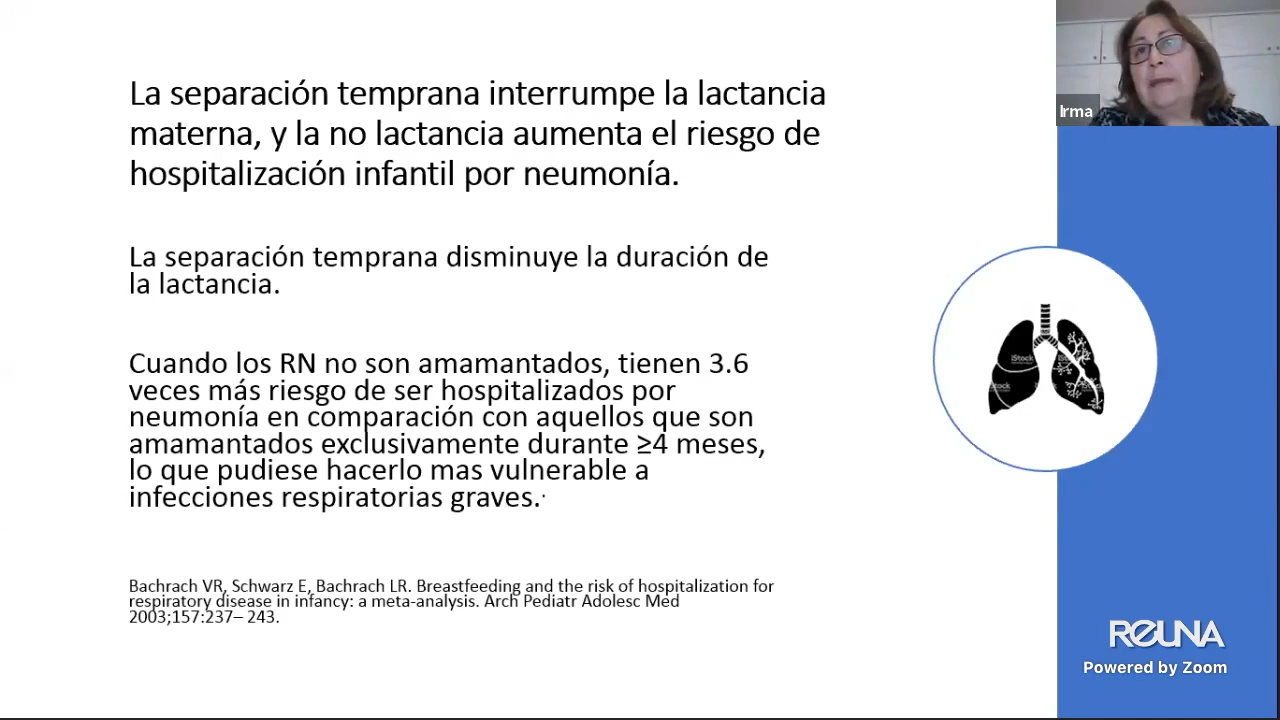 La separación temprana interrumpe la lactancia
materna, y la no lactancia aumenta el riesgo de
hospitalización infantil por neumonía.
La separación temprana disminuye la duración de
la lactancia.
Cuando los RN no son amamantados, tienen 3.6
veces más riesgo de ser hospitalizados por
neumonía en comparación con aquellos que son
amamantados exclusivamente durante ≥4 meses,
lo que pudiese hacerlo mas vulnerable a
infecciones respiratorias graves.
Bachrach VR, Schwarz E, Bachrach LR. Breastfeeding and the risk of hospitalization for
respiratory disease in infancy: a meta-analysis. Arch Pediatr Adolesc Med
2003;157:237– 243.
Irma
iStock
iStock
REUNA
Powered by Zoom